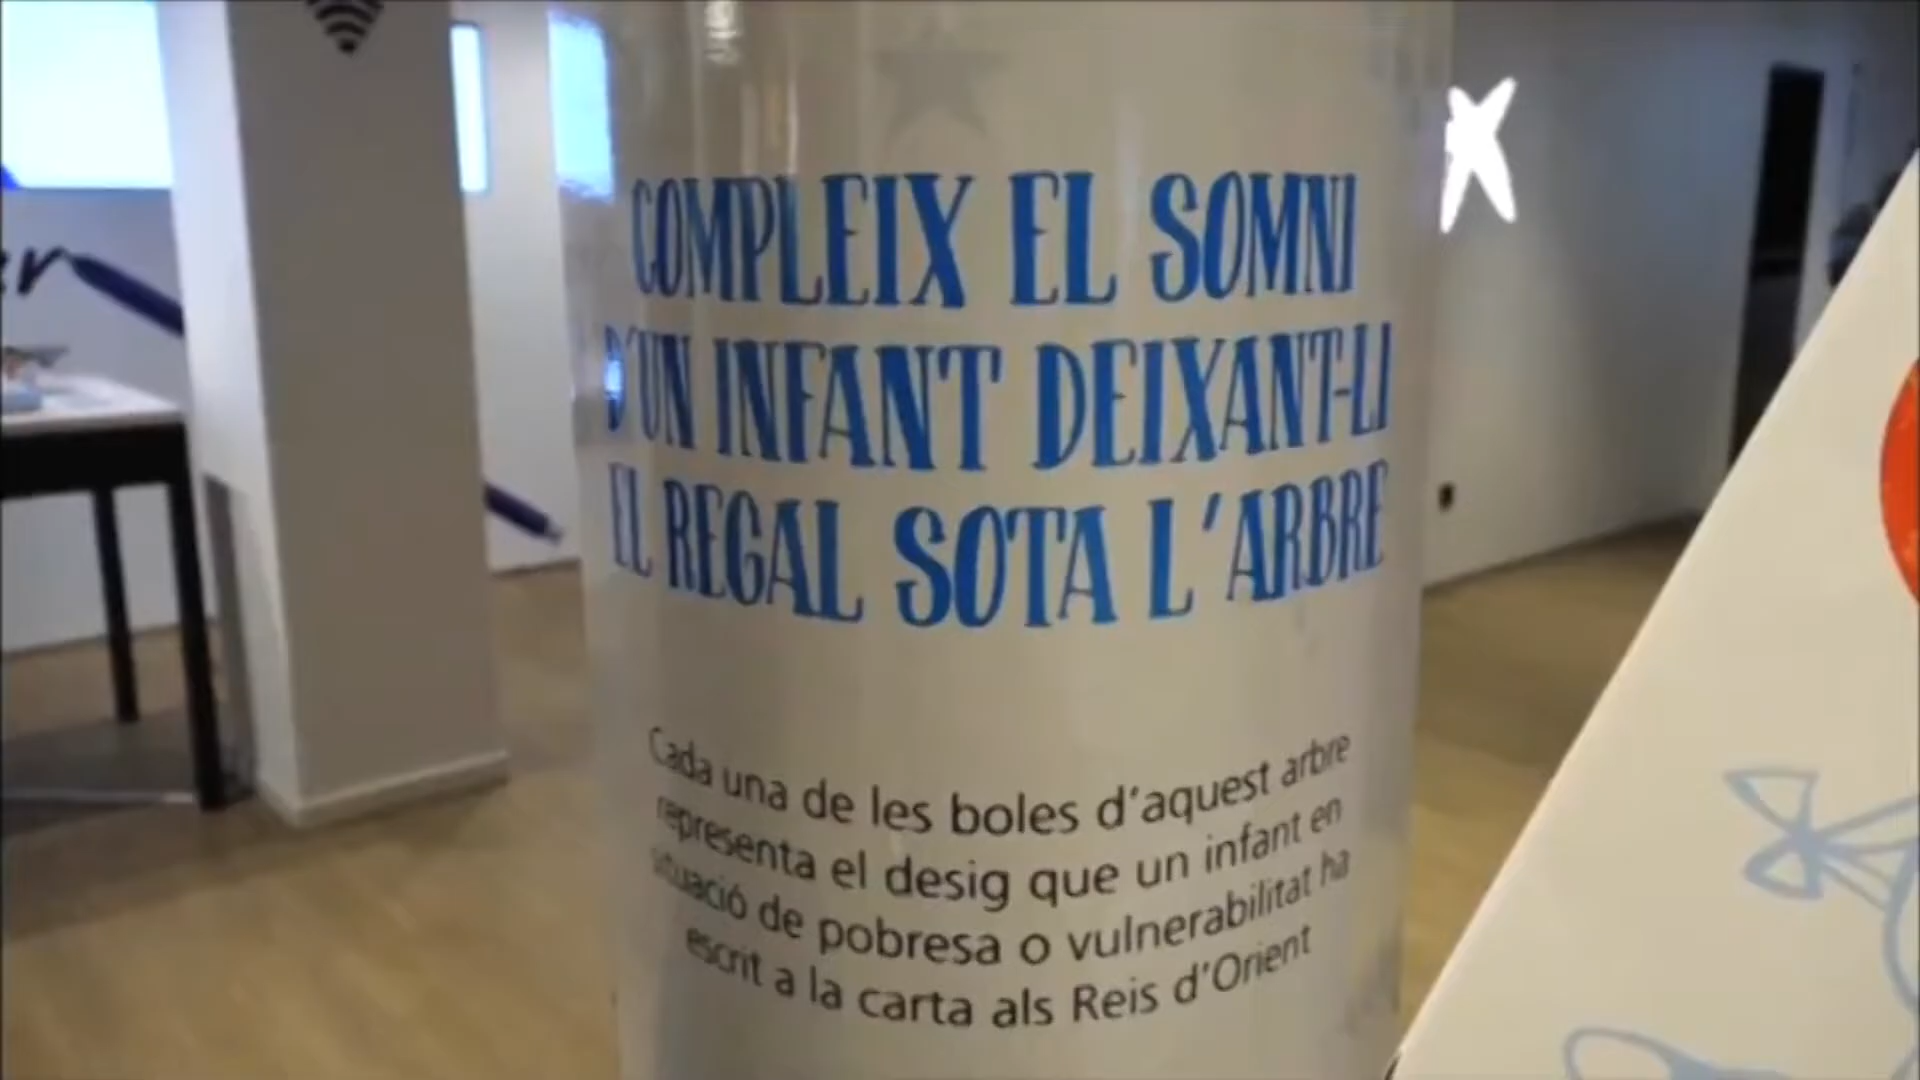 COMPLEIX EL SOMNI
D'UN INFANT DEIXANT-LI
EL REGAL SOTA L'ARBRE
Cada una de les boles d'aquest arbre
representa el desig que un infant en
situació de pobresa o vulnerabilitat ha
escrit a la carta als Reis d'Orient